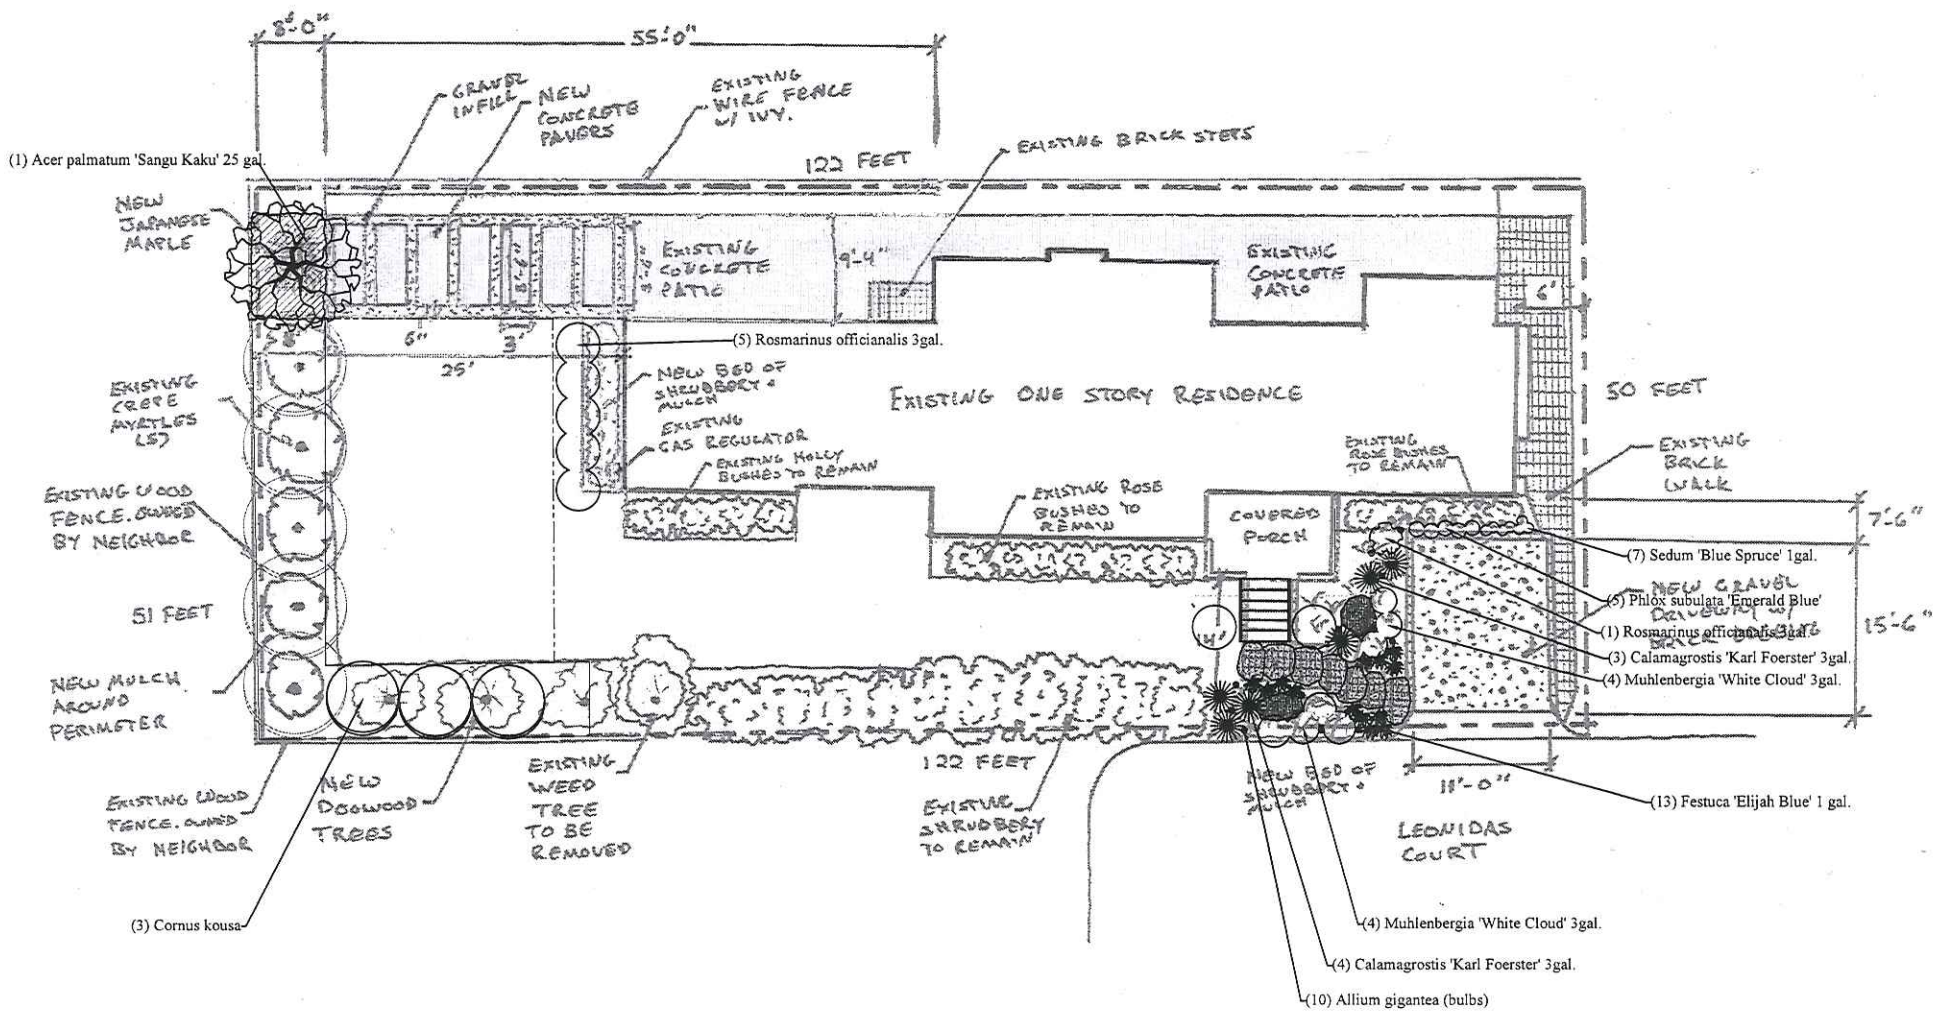 8'-0"
55'-0"
GRAVEL
INFILL
NEW
CONCRETE
PAVERS
EXISTING
WIRE FENCE
W/ IVY.
EXISTING BRICK STEPS
122 FEET
(1) Acer palmatum 'Sangu Kaku' 25 gal.
NEW
JAPANESE
MAPLE
8'-6"
EXISTING
CONCRETE
PATIO
9'-4"
EXISTING
CONCRETE
PATIO
6'
8'
6"
3'
25'
(5) Rosmarinus officianalis 3gal.
NEW BED OF
SHRUBBERY +
MULCH
EXISTING
GAS REGULATOR
EXISTING HOLLY
BUSHES TO REMAIN
EXISTING ONE STORY RESIDENCE
50 FEET
EXISTING
CREPE
MYRTLES
(5)
EXISTING
ROSE BUSHES
TO REMAIN
EXISTING
BRICK
WALK
EXISTING WOOD
FENCE. OWNED
BY NEIGHBOR
EXISTING ROSE
BUSHES TO
REMAIN
COVERED
PORCH
7'-6"
(7) Sedum 'Blue Spruce' 1gal.
NEW GRAVEL
DRIVEWAY W/
(5) Phlox subulata 'Emerald Blue'
(1) Rosmarinus officianalis 3gal.
(3) Calamagrostis 'Karl Foerster' 3gal.
(4) Muhlenbergia 'White Cloud' 3gal.
15'-6"
14'
51 FEET
NEW MULCH
AROUND
PERIMETER
122 FEET
EXISTING WOOD
FENCE. OWNED
BY NEIGHBOR
NEW
DOGWOOD
TREES
EXISTING
WEED
TREE
TO BE
REMOVED
EXISTING
SHRUBBERY
TO REMAIN
NEW BED OF
SHRUBBERY +
MULCH
11'-0"
(13) Festuca 'Elijah Blue' 1 gal.
LEONIDAS
COURT
(3) Cornus kousa
(4) Muhlenbergia 'White Cloud' 3gal.
(4) Calamagrostis 'Karl Foerster' 3gal.
(10) Allium gigantea (bulbs)